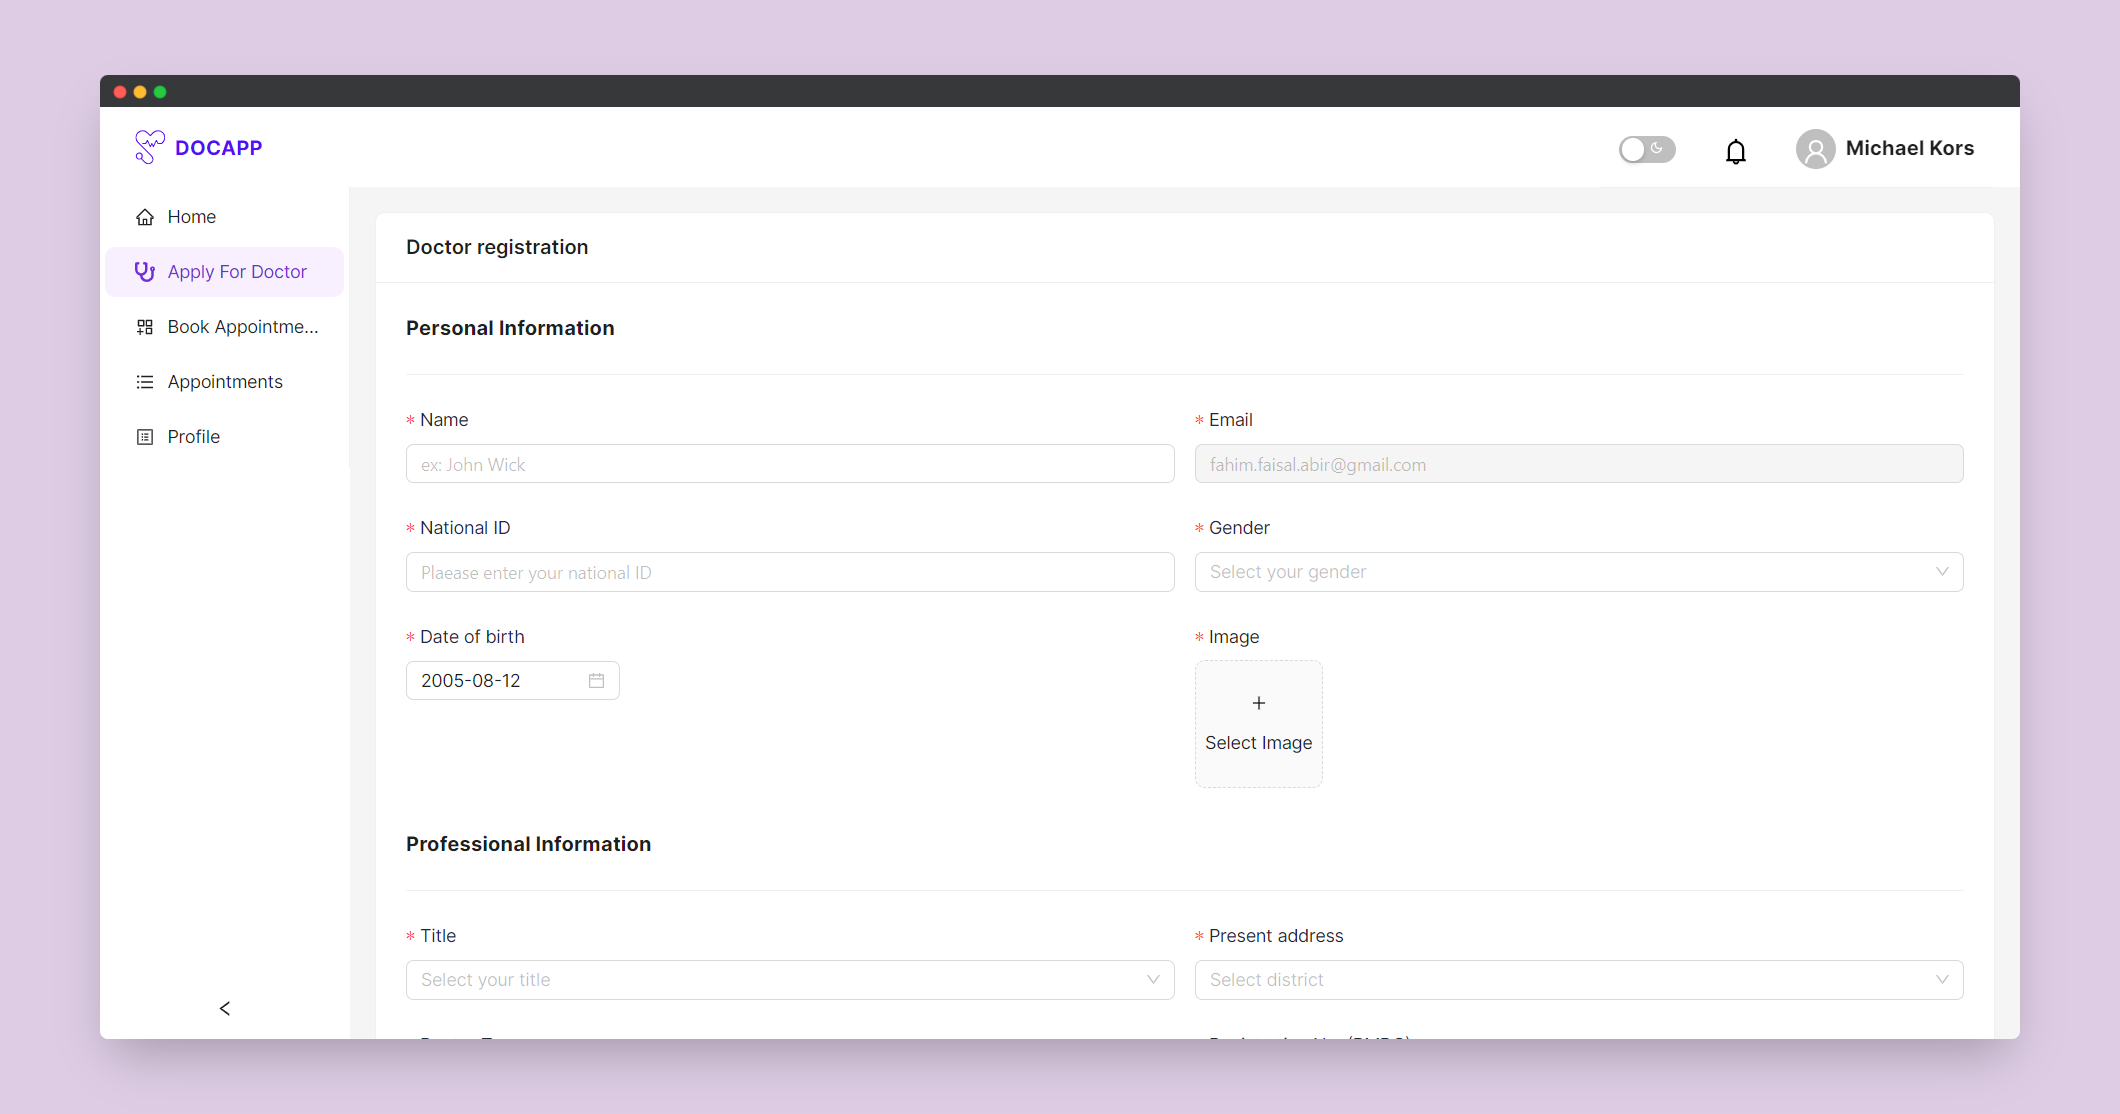 DOCAPP
Michael Kors
Home
Apply For Doctor
Book Appointme...
Appointments
Profile
Doctor registration
Personal Information
* Name
* Email
ex: John Wick
fahim.faisal.abir@gmail.com
* National ID
* Gender
Plaease enter your national ID
Select your gender
* Date of birth
* Image
2005-08-12
+
Select Image
Professional Information
* Title
* Present address
Select your title
Select district